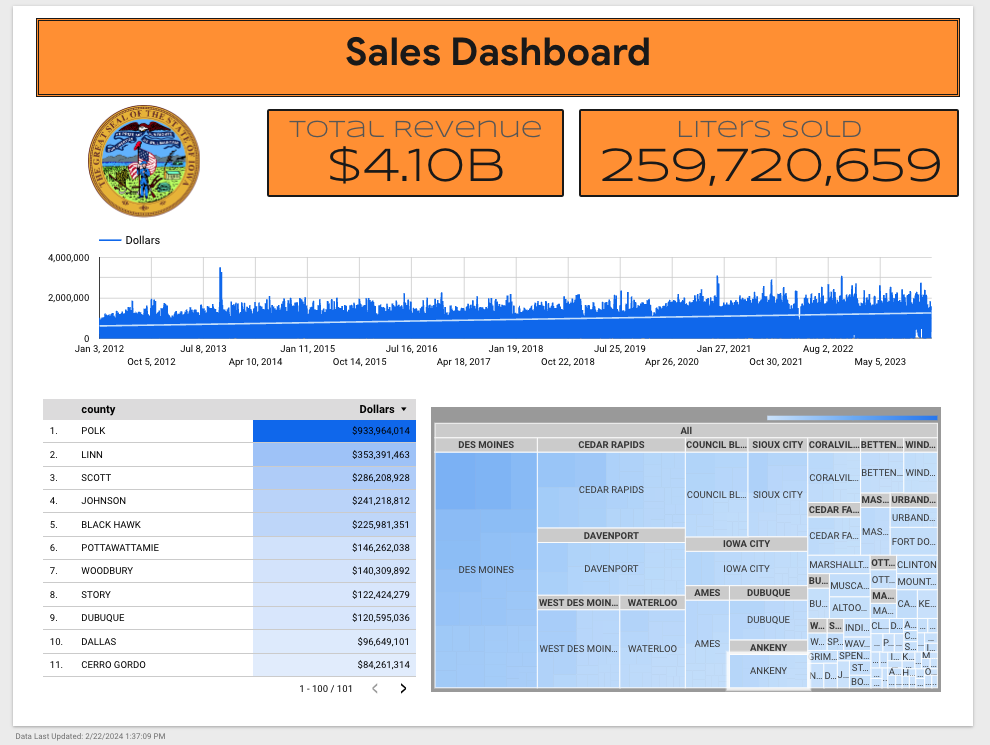 Sales Dashboard
THE GREAT SEAL OF THE STATE OF IOWA
Total Revenue
$4.10B
Liters Sold
259,720,659
Dollars
4,000,000
2,000,000
0
Jan 3, 2012
Jul 8, 2013
Jan 11, 2015
Jul 16, 2016
Jan 19, 2018
Jul 25, 2019
Jan 27, 2021
Aug 2, 2022
Oct 5, 2012
Apr 10, 2014
Oct 14, 2015
Apr 18, 2017
Oct 22, 2018
Apr 26, 2020
Oct 30, 2021
May 5, 2023
county Dollars
1. POLK $933,964,014
2. LINN $353,391,463
3. SCOTT $286,208,928
4. JOHNSON $241,218,812
5. BLACK HAWK $225,981,351
6. POTTAWATTAMIE $146,262,038
7. WOODBURY $140,309,892
8. STORY $122,424,279
9. DUBUQUE $120,595,036
10. DALLAS $96,649,101
11. CERRO GORDO $84,261,314
1 - 100 / 101
All
DES MOINES
DES MOINES
CEDAR RAPIDS
CEDAR RAPIDS
DAVENPORT
DAVENPORT
WEST DES MOIN...
WEST DES MOIN...
WATERLOO
WATERLOO
COUNCIL BL...
COUNCIL BL...
SIOUX CITY
SIOUX CITY
IOWA CITY
IOWA CITY
AMES
AMES
DUBUQUE
DUBUQUE
ANKENY
ANKENY
CORALVIL...
CORALVIL...
CEDAR FA...
CEDAR FA...
BETTEN...
BETTEN...
WIND...
WIND...
MAS...
MAS...
URBAND...
URBAND...
FORT DO...
MARSHALLT...
OTT...
OTT...
CLINTON
BU...
BU...
MUSCA...
MOUNT...
MA...
MA...
CA...
KE...
ALTOO...
W...
W...
S...
SP...
INDI...
WAV...
CL...
D...
A...
P...
C...
S...
GRIM...
SPEN...
N...
D...
J...
ST...
BO...
I...
K...
M...
A...
H...
O...
Data Last Updated: 2/22/2024 1:37:09 PM